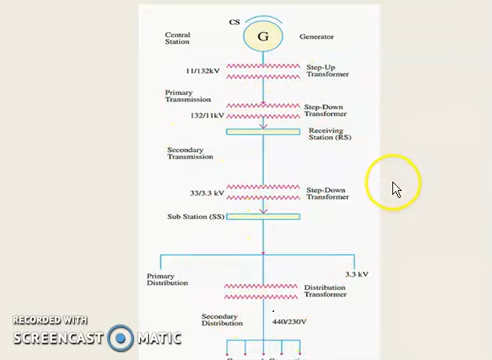 CS
Central
Station
G
Generator
11/132kV
Step-Up
Transformer
Primary
Transmission
132/11kV
Step-Down
Transformer
Receiving
Station (RS)
Secondary
Transmission
33/3.3 kV
Step-Down
Transformer
Sub Station (SS)
Primary
Distribution
3.3 kV
Distribution
Transformer
Secondary
Distribution
440/230V
RECORDED WITH
SCREENCAST MATIC